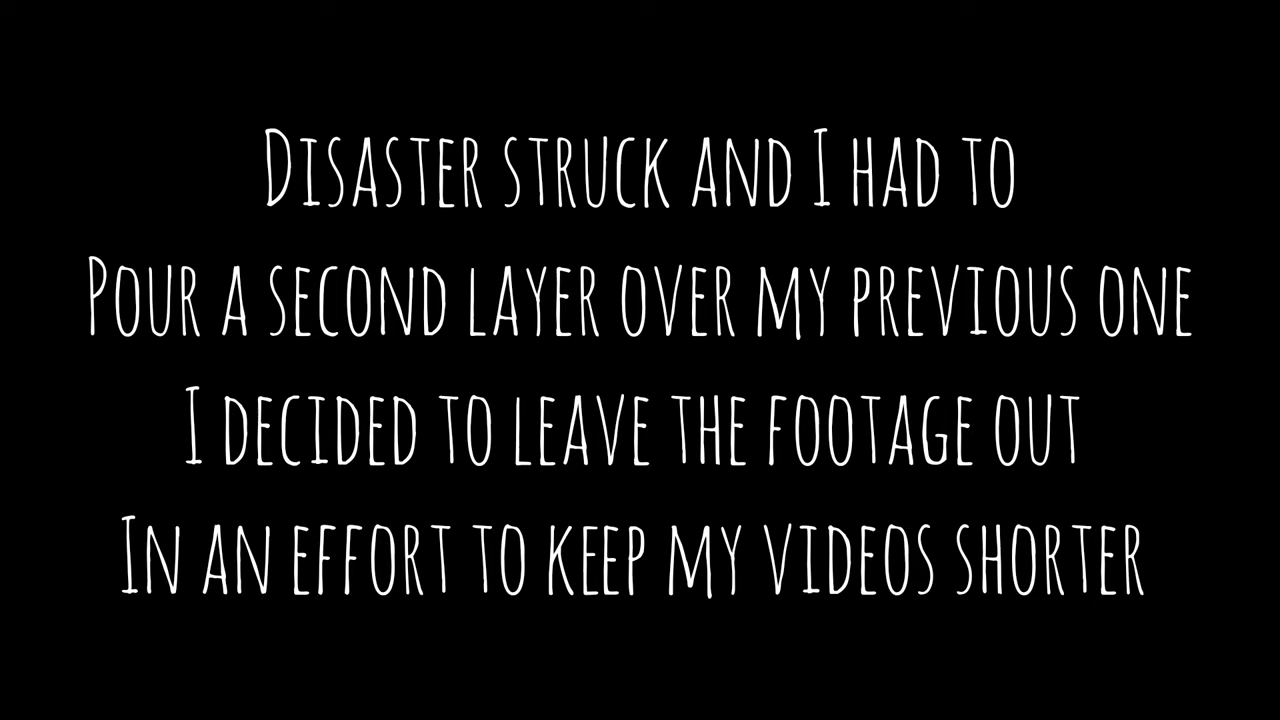 Disaster struck and I had to
Pour a second layer over my previous one
I decided to leave the footage out
In an effort to keep my videos shorter